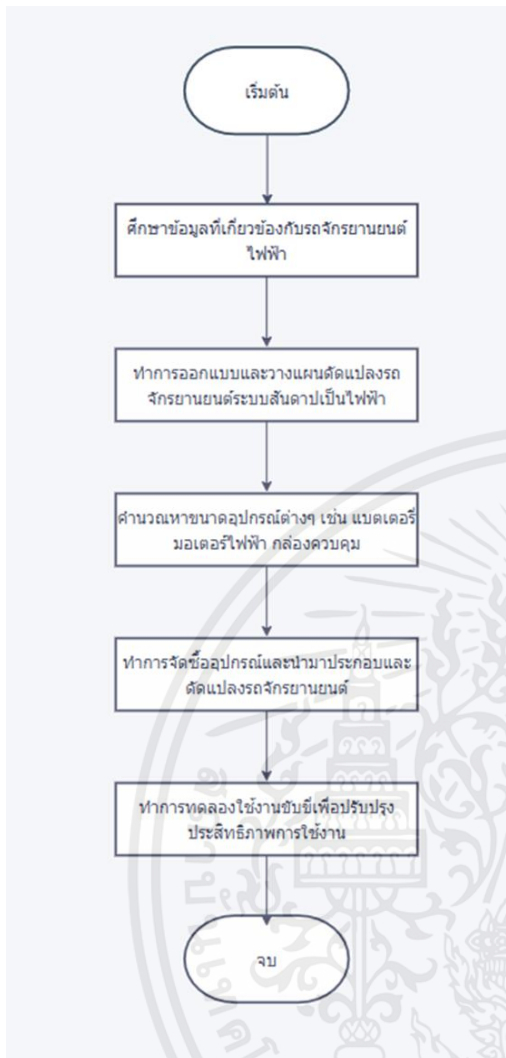 เริ่มต้น
ศึกษาข้อมูลที่เกี่ยวข้องกับรถจักรยานยนต์
ไฟฟ้า
ทำการออกแบบและวางแผนดัดแปลงรถ
จักรยานยนต์ระบบสันดาปเป็นไฟฟ้า
คำนวณหาขนาดอุปกรณ์ต่างๆ เช่น แบตเตอรี่
มอเตอร์ไฟฟ้า กล่องควบคุม
ทำการจัดซื้ออุปกรณ์และนำมาประกอบและ
ดัดแปลงรถจักรยานยนต์
ทำการทดลองใช้งานขับขี่เพื่อปรับปรุง
ประสิทธิภาพการใช้งาน
จบ